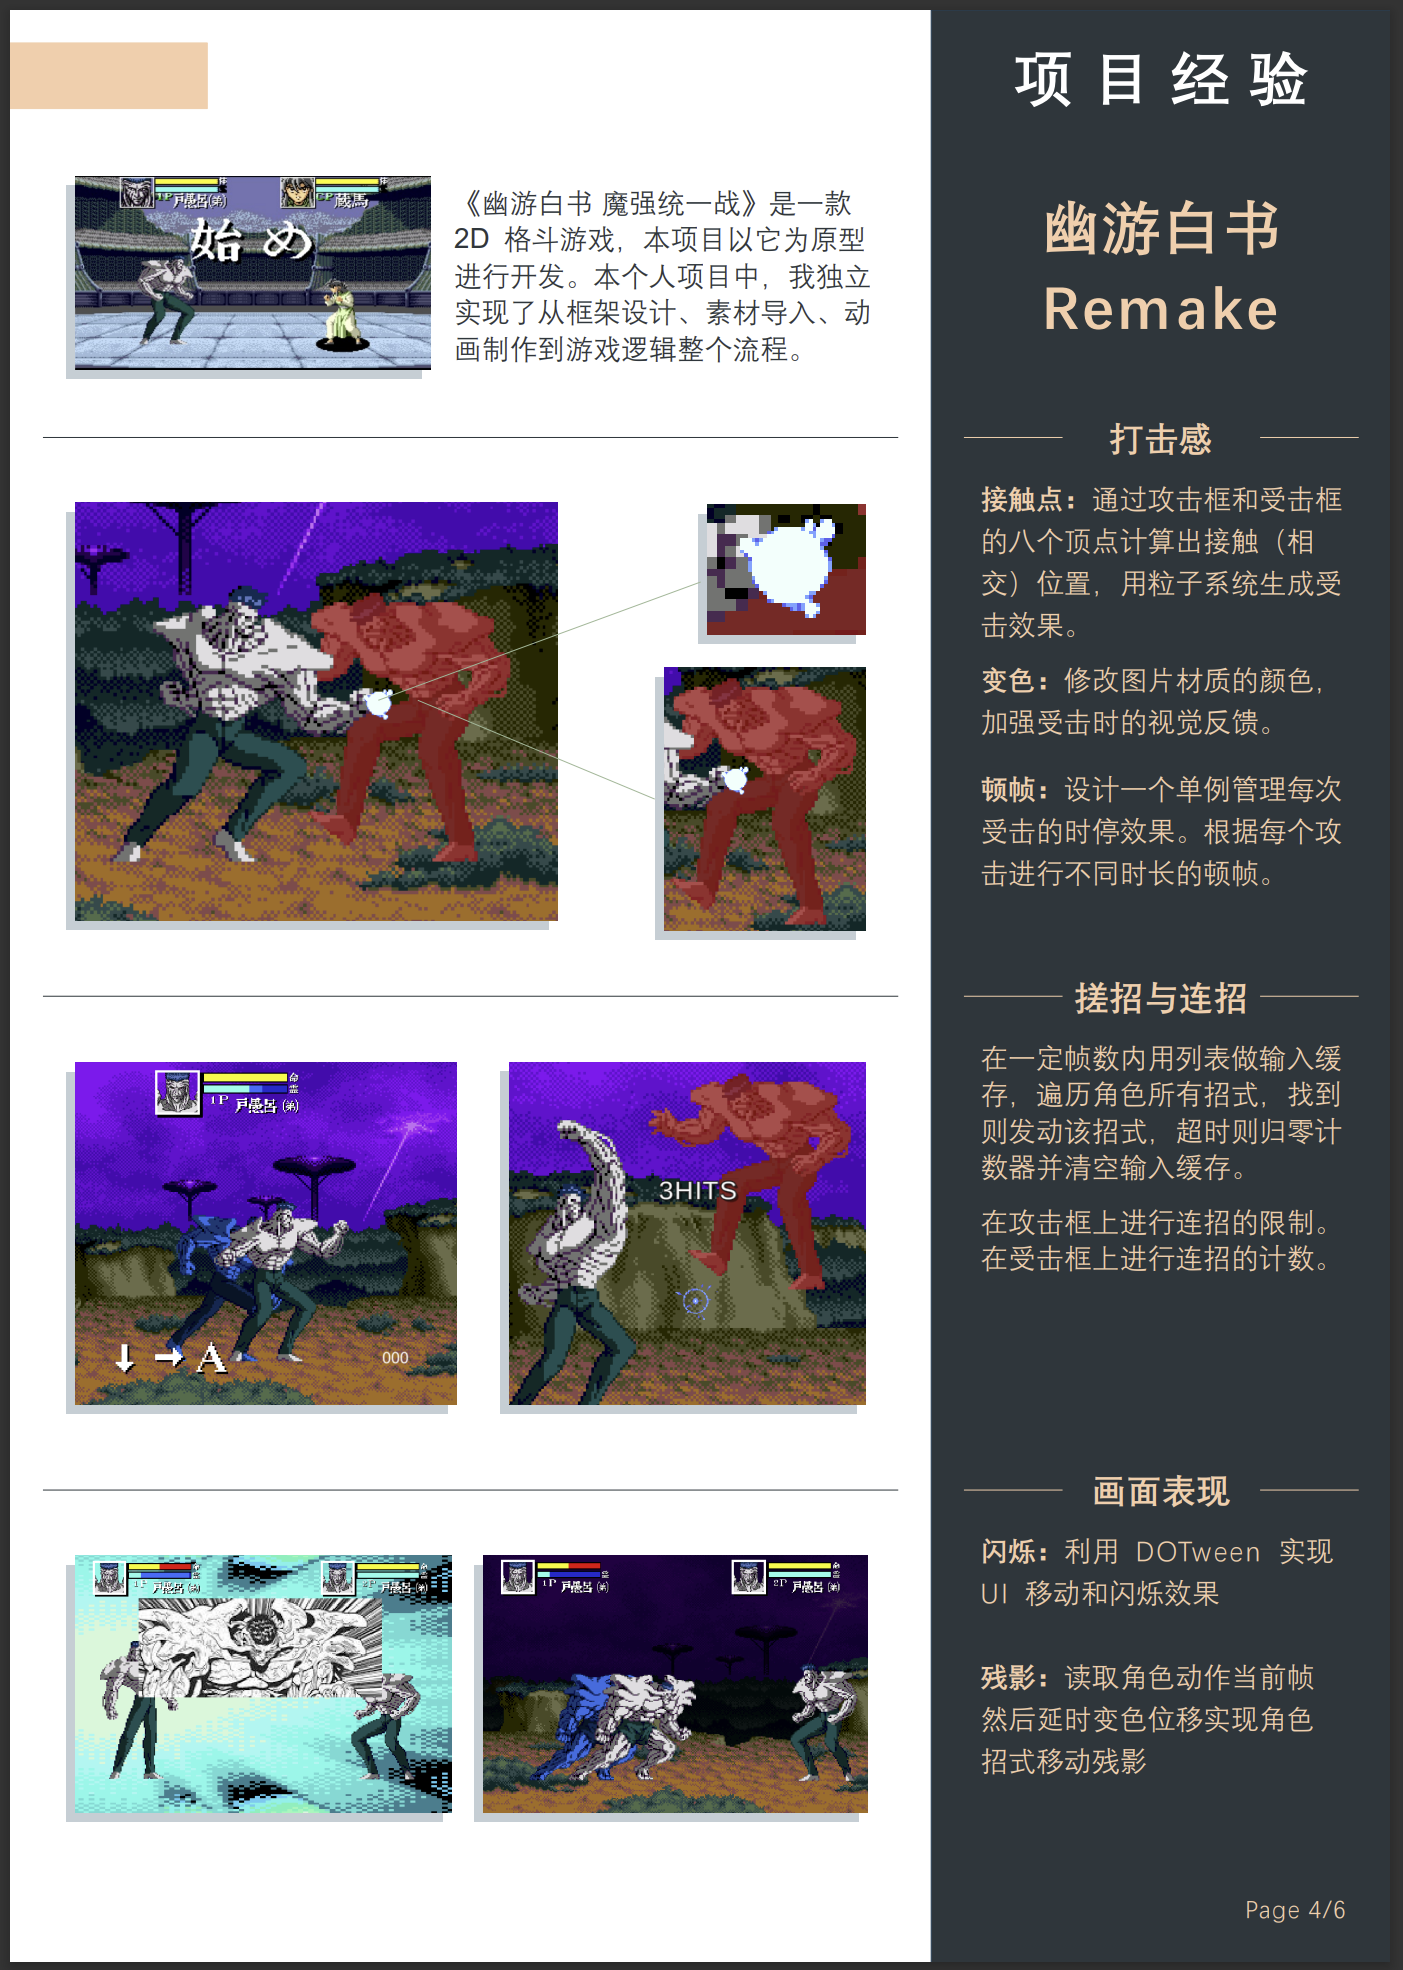 项目经验
幽游白书
Remake
1P 戸愚呂(弟)
2P 蔵馬
始め
《幽游白书 魔强统一战》是一款
2D 格斗游戏，本项目以它为原型
进行开发。本个人项目中，我独立
实现了从框架设计、素材导入、动
画制作到游戏逻辑整个流程。
打击感
接触点：通过攻击框和受击框
的八个顶点计算出接触（相
交）位置，用粒子系统生成受
击效果。
变色：修改图片材质的颜色，
加强受击时的视觉反馈。
顿帧：设计一个单例管理每次
受击的时停效果。根据每个攻
击进行不同时长的顿帧。
搓招与连招
在一定帧数内用列表做输入缓
存，遍历角色所有招式，找到
则发动该招式，超时则归零计
数器并清空输入缓存。
在攻击框上进行连招的限制。
在受击框上进行连招的计数。
命
霊
1P 戸愚呂(弟)
↓ → A
000
3HITS
画面表现
闪烁：利用 DOTween 实现
UI 移动和闪烁效果
残影：读取角色动作当前帧
然后延时变色位移实现角色
招式移动残影
1P 戸愚呂(弟)
2P 戸愚呂(弟)
1P 戸愚呂(弟)
2P 戸愚呂(弟)
Page 4/6